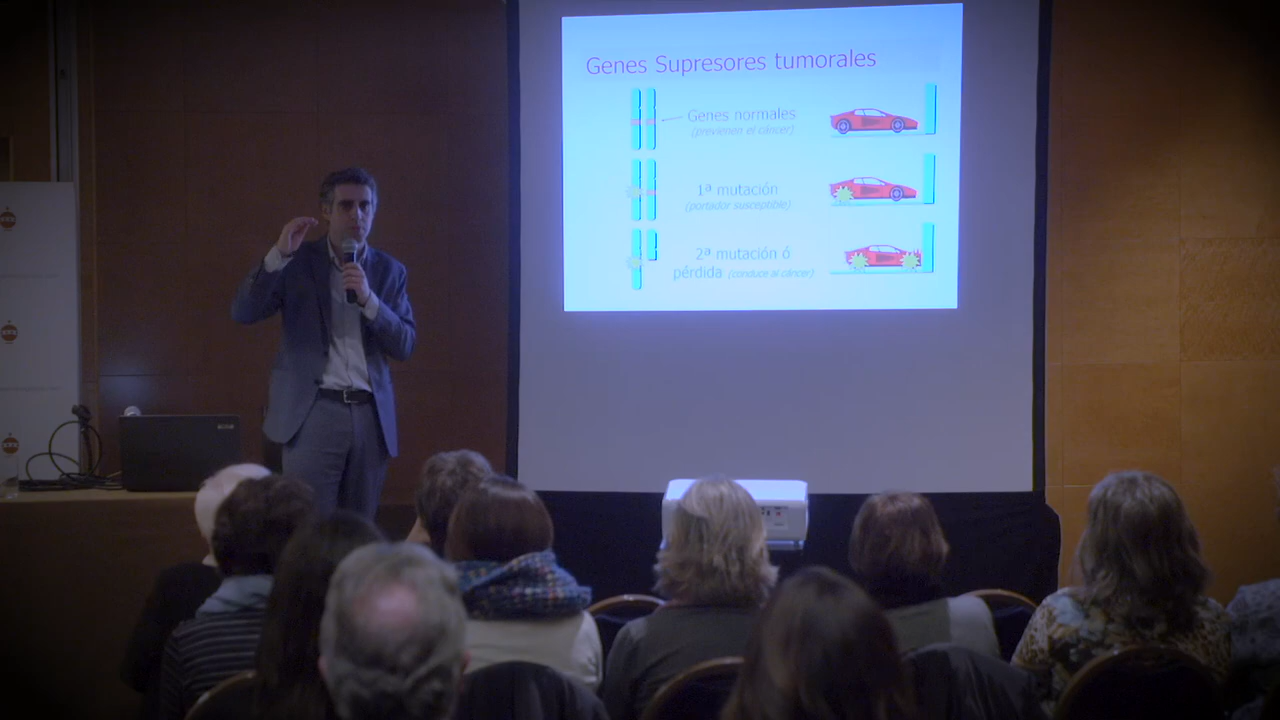 Genes Supresores tumorales
Genes normales
(previenen el cáncer)
1ª mutación
(portador susceptible)
2ª mutación ó
pérdida (conduce al cáncer)